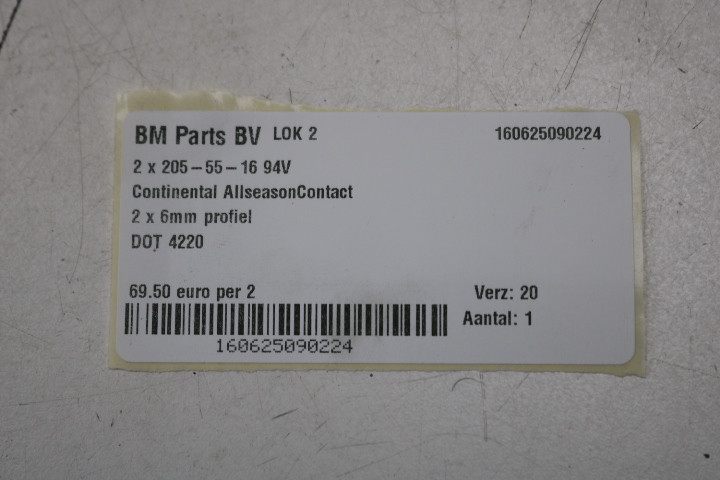 BM Parts BV LOK 2 160625090224
2 x 205-55-16 94V
Continental AllseasonContact
2 x 6mm profiel
DOT 4220
69.50 euro per 2 Verz: 20
Aantal: 1
160625090224